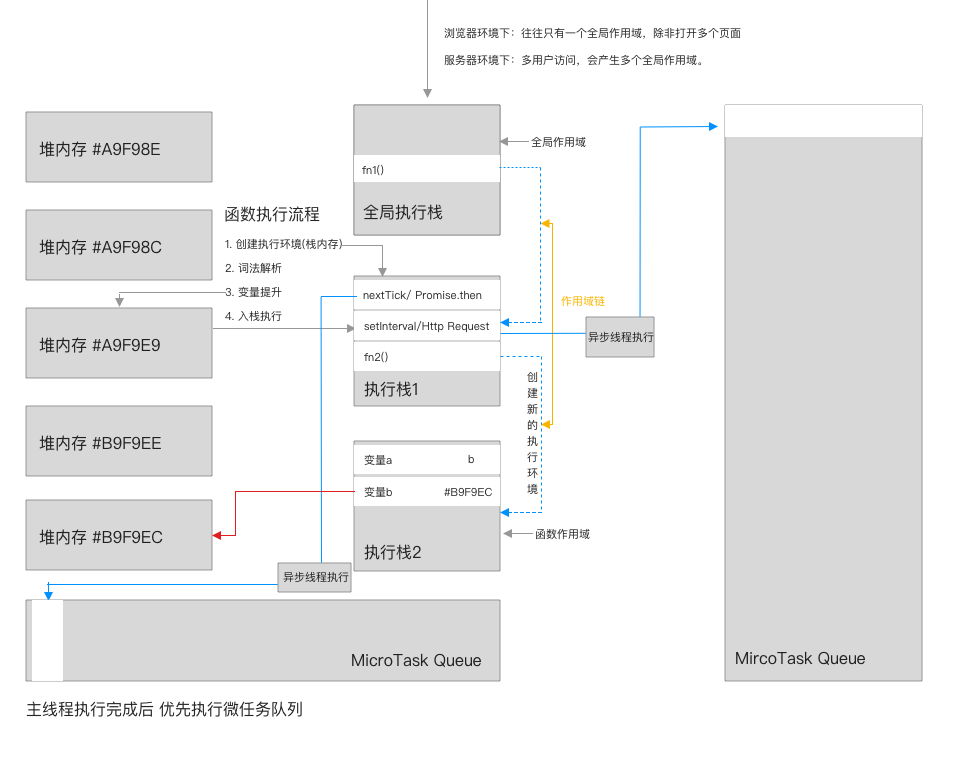 浏览器环境下：往往只有一个全局作用域，除非打开多个页面
服务器环境下：多用户访问，会产生多个全局作用域。
堆内存 #A9F98E
全局作用域
fn1()
全局执行栈
函数执行流程
堆内存 #A9F98C
1. 创建执行环境(栈内存)
2. 词法解析
3. 变量提升
4. 入栈执行
nextTick/ Promise.then
作用域链
setInterval/Http Request
异步线程执行
堆内存 #A9F9E9
fn2()
执行栈1
创建新的执行环境
堆内存 #B9F9EE
变量a b
变量b #B9F9EC
堆内存 #B9F9EC
函数作用域
执行栈2
异步线程执行
MicroTask Queue
MircoTask Queue
主线程执行完成后 优先执行微任务队列